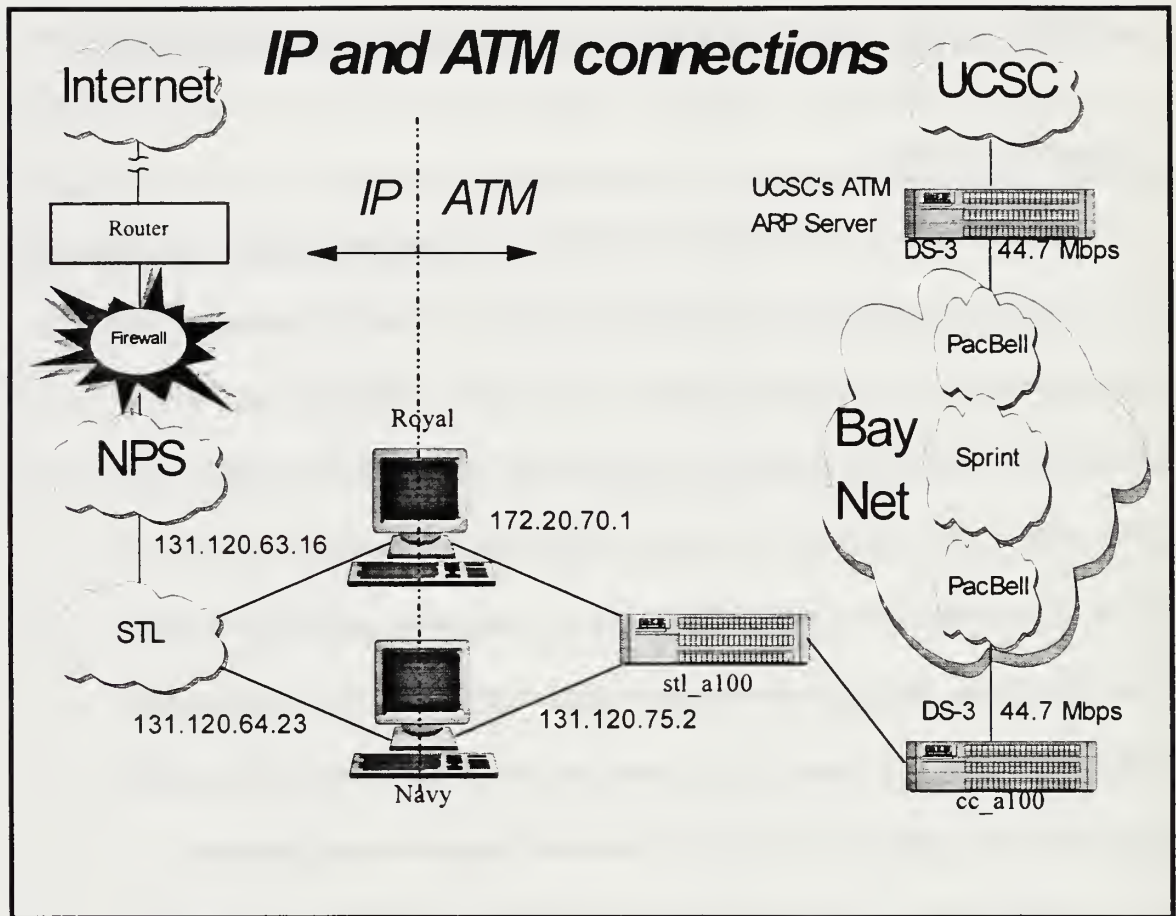 IP and ATM connections
Internet
UCSC
IP
ATM
UCSC's ATM
ARP Server
Router
DS-3
44.7 Mbps
Firewall
PacBell
Royal
Bay
Net
NPS
Sprint
172.20.70.1
131.120.63.16
PacBell
STL
stl_a100
131.120.64.23
131.120.75.2
DS-3
44.7 Mbps
Navy
cc_a100